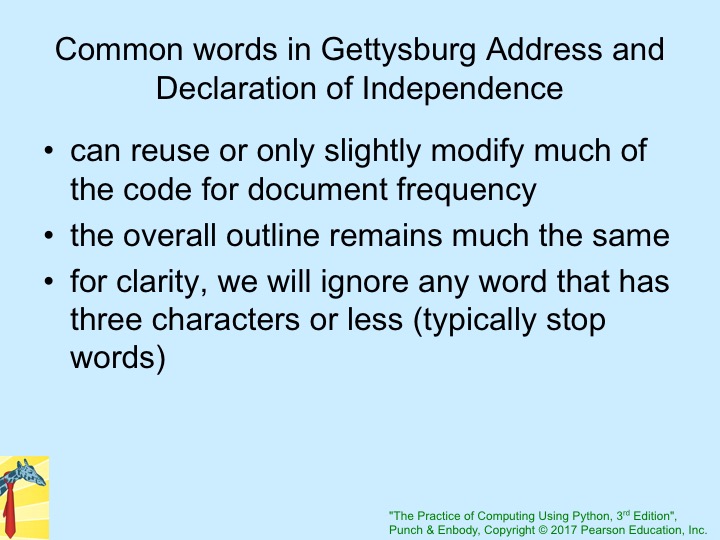 Common words in Gettysburg Address and
Declaration of Independence
• can reuse or only slightly modify much of
the code for document frequency
• the overall outline remains much the same
• for clarity, we will ignore any word that has
three characters or less (typically stop
words)
"The Practice of Computing Using Python, 3rd Edition",
Punch & Enbody, Copyright © 2017 Pearson Education, Inc.